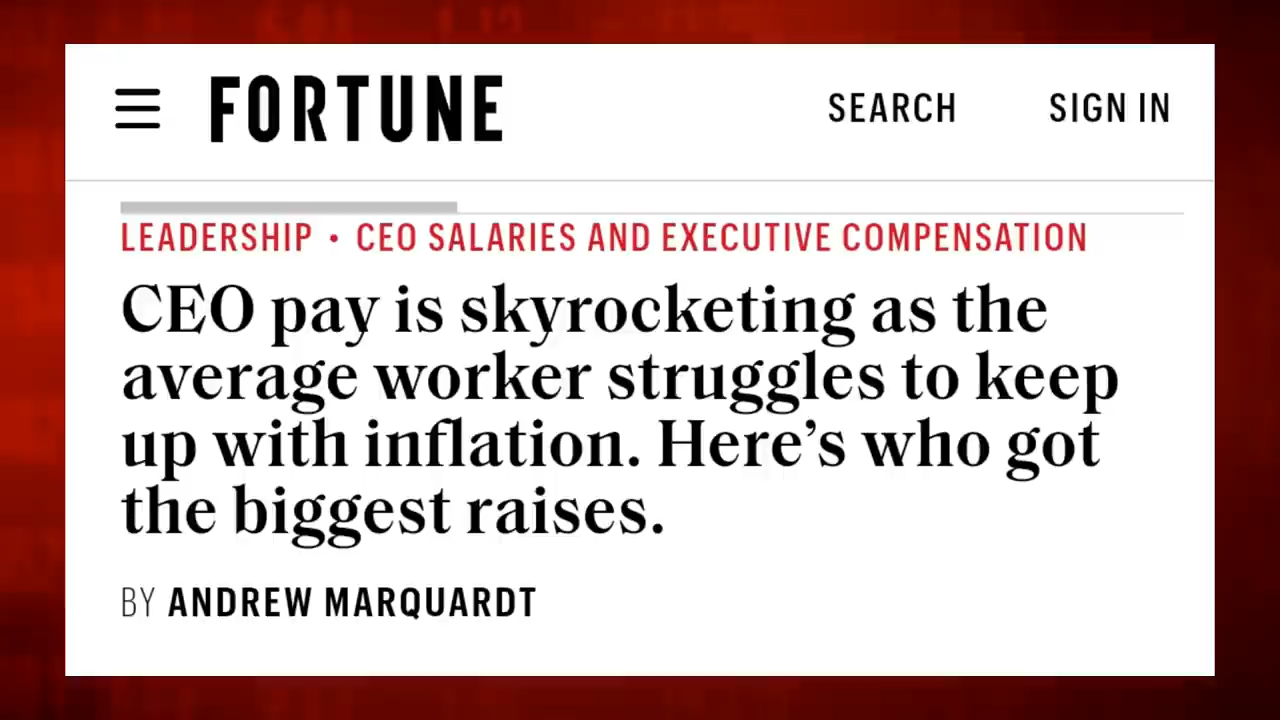 FORTUNE SEARCH SIGN IN
LEADERSHIP • CEO SALARIES AND EXECUTIVE COMPENSATION
CEO pay is skyrocketing as the
average worker struggles to keep
up with inflation. Here’s who got
the biggest raises.
BY ANDREW MARQUARDT